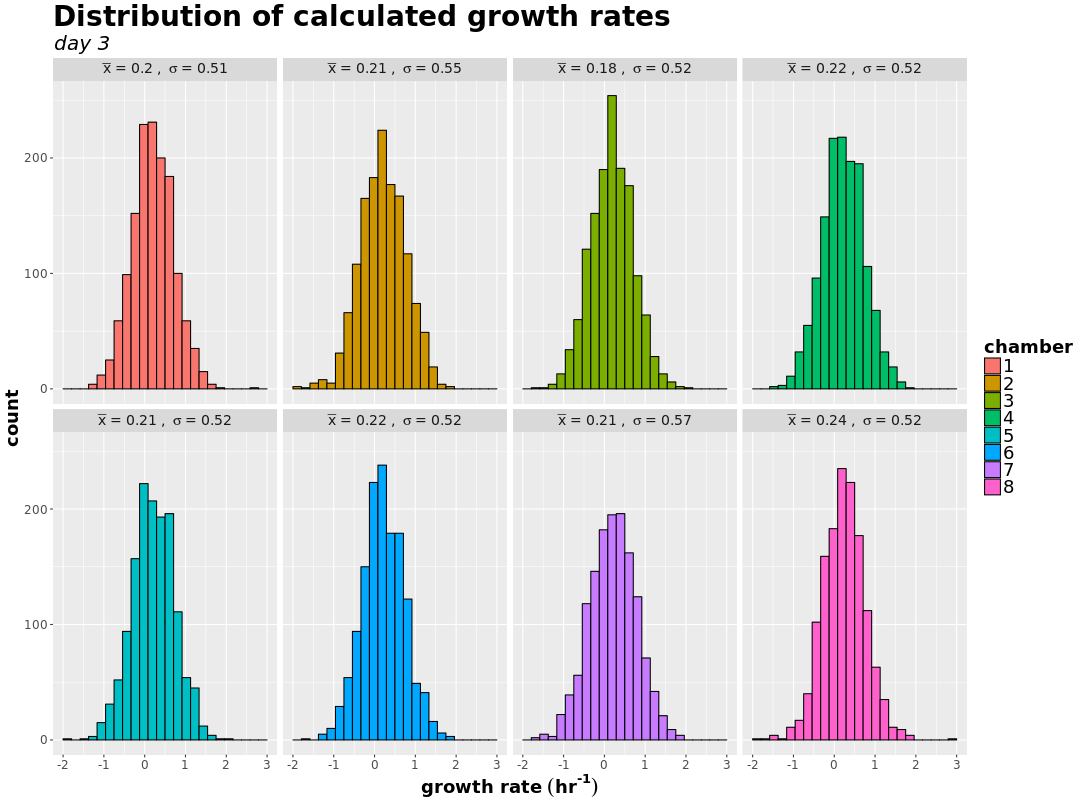 Distribution of calculated growth rates
day 3
x̅ = 0.2 , σ = 0.51
x̅ = 0.21 , σ = 0.55
x̅ = 0.18 , σ = 0.52
x̅ = 0.22 , σ = 0.52
200
100
0
x̅ = 0.21 , σ = 0.52
x̅ = 0.22 , σ = 0.52
x̅ = 0.21 , σ = 0.57
x̅ = 0.24 , σ = 0.52
200
100
0
-2 -1 0 1 2 3
-2 -1 0 1 2 3
-2 -1 0 1 2 3
-2 -1 0 1 2 3
count
growth rate (hr⁻¹)
chamber
1
2
3
4
5
6
7
8